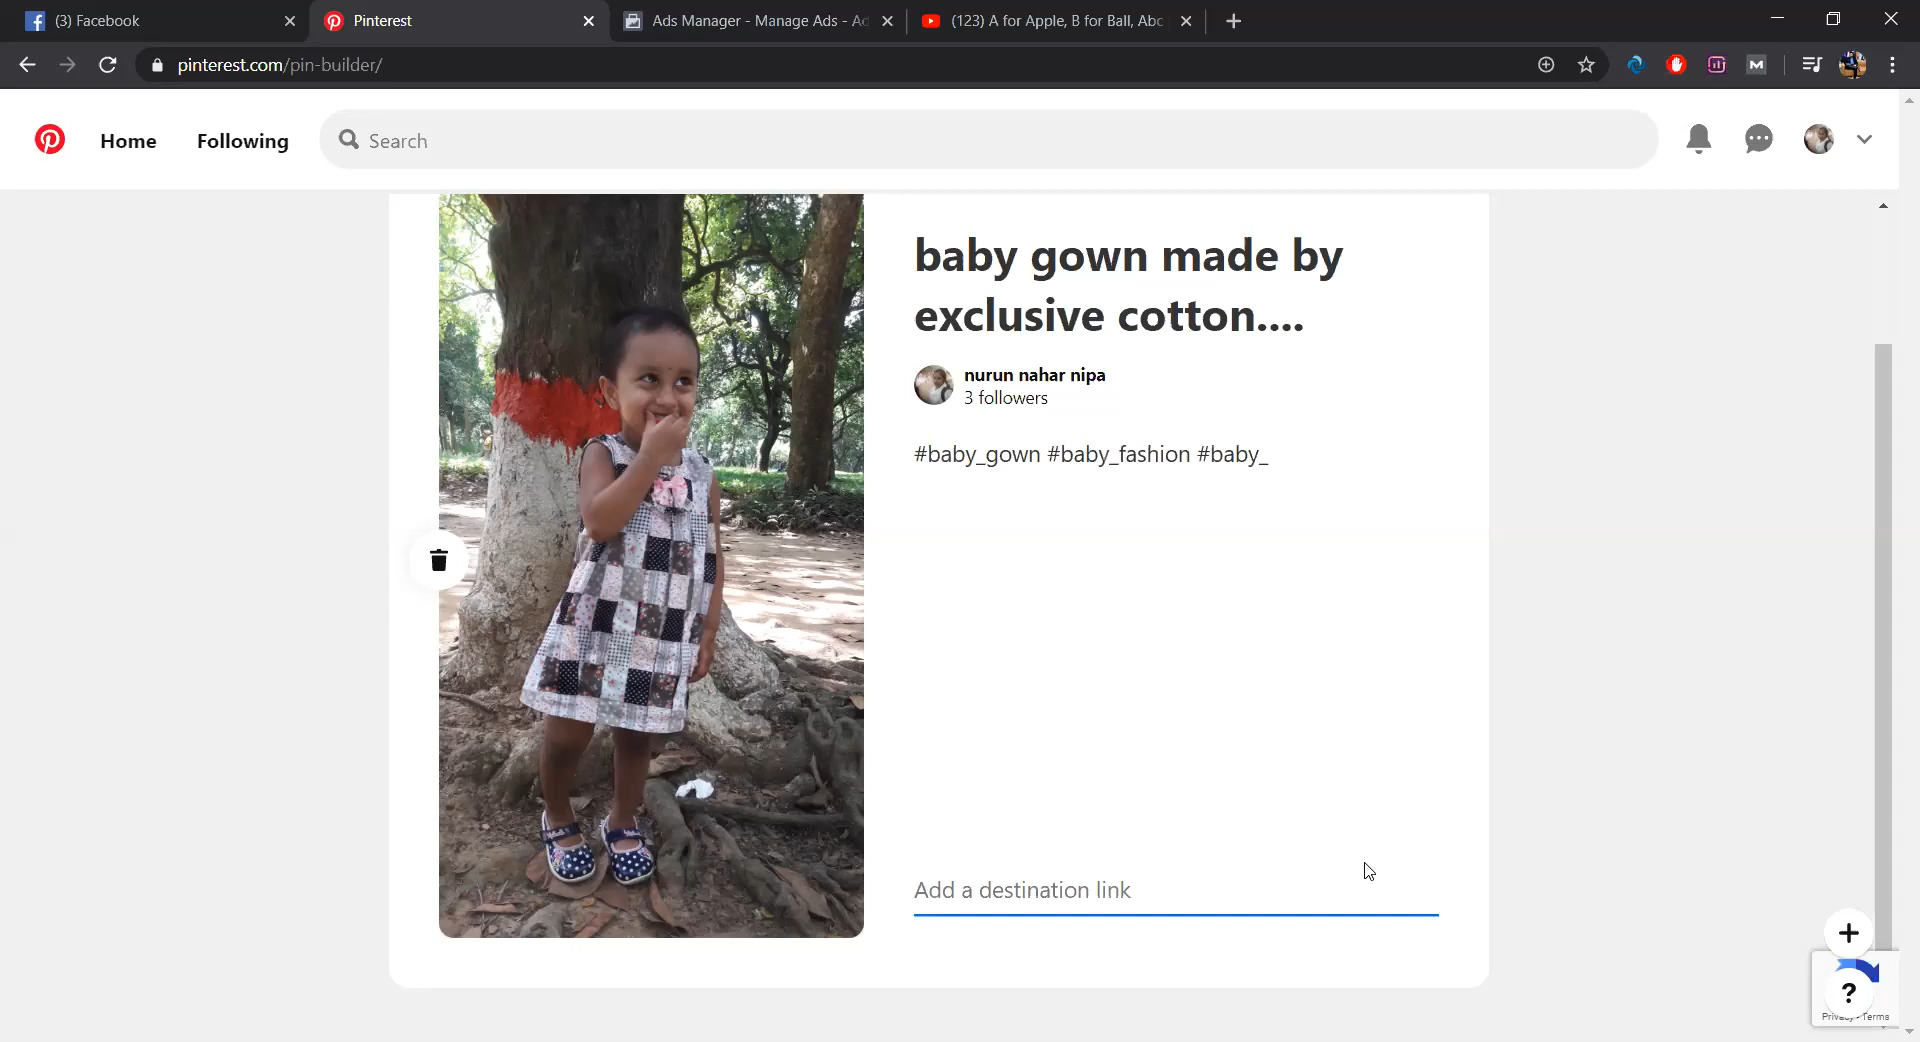 (3) Facebook
Pinterest
Ads Manager - Manage Ads - Ac
(123) A for Apple, B for Ball, Abc
pinterest.com/pin-builder/
Home
Following
Search
baby gown made by
exclusive cotton....
nurun nahar nipa
3 followers
#baby_gown #baby_fashion #baby_
Add a destination link
Privacy - Terms